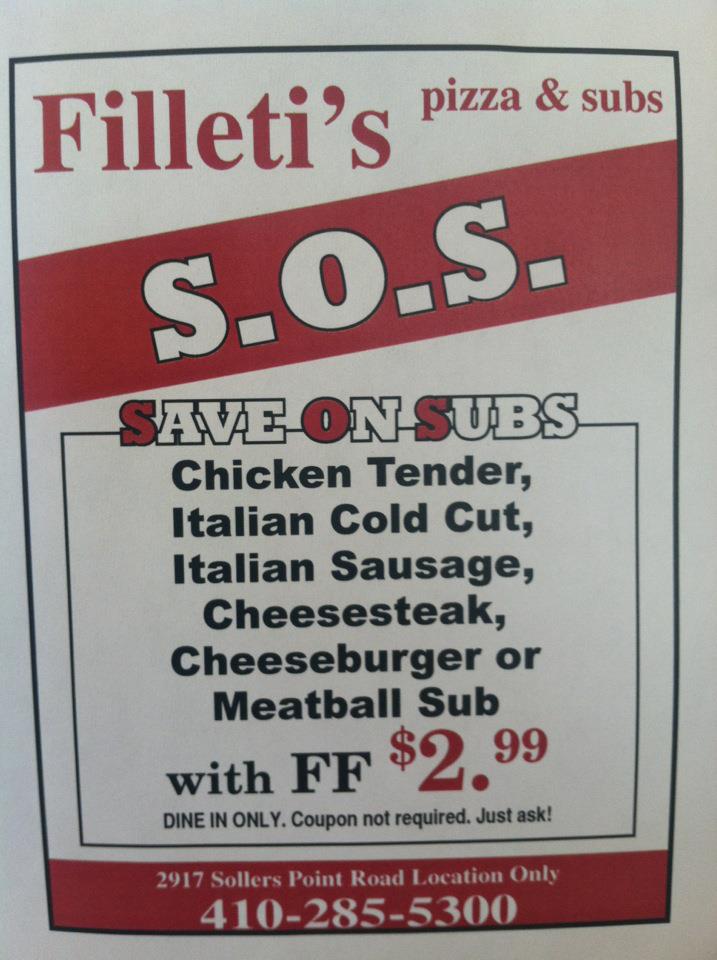 Filleti's pizza & subs
S.O.S.
SAVE ON SUBS
Chicken Tender,
Italian Cold Cut,
Italian Sausage,
Cheesesteak,
Cheeseburger or
Meatball Sub
with FF $2.99
DINE IN ONLY. Coupon not required. Just ask!
2917 Sollers Point Road Location Only
410-285-5300